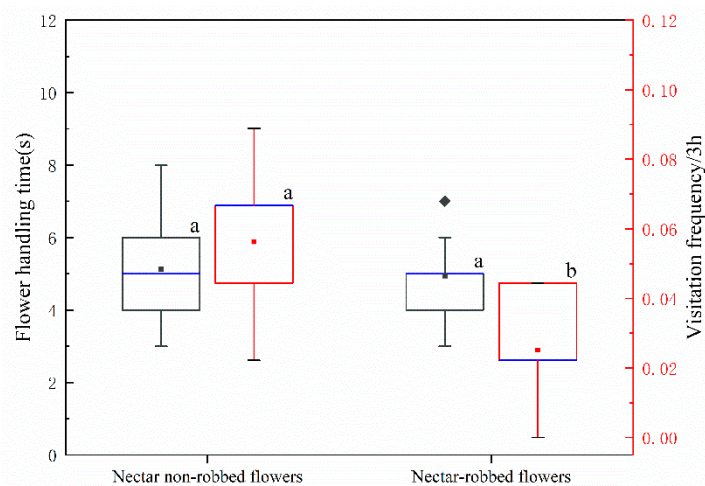 12
10
8
6
4
2
0
Flower handling time(s)
a
a
a
b
0.12
0.10
0.08
0.06
0.04
0.02
0.00
Visitation frequency/3h
Nectar non-robbed flowers
Nectar-robbed flowers